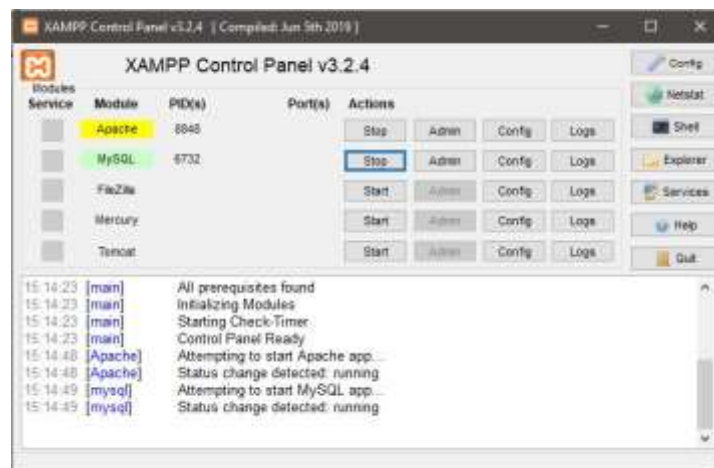 XAMPP Control Panel v3.2.4 [ Compiled: Jun 5th 2019 ]
XAMPP Control Panel v3.2.4
Config
Modules
Service Module PID(s) Port(s) Actions
Netstat
Apache 8848 Stop Admin Config Logs
Shell
MySQL 6732 Stop Admin Config Logs
Explorer
FileZilla Start Admin Config Logs
Services
Mercury Start Admin Config Logs
Help
Tomcat Start Admin Config Logs
Quit
15:14:23 [main] All prerequisites found
15:14:23 [main] Initializing Modules
15:14:23 [main] Starting Check-Timer
15:14:23 [main] Control Panel Ready
15:14:48 [Apache] Attempting to start Apache app...
15:14:48 [Apache] Status change detected: running
15:14:49 [mysql] Attempting to start MySQL app...
15:14:49 [mysql] Status change detected: running